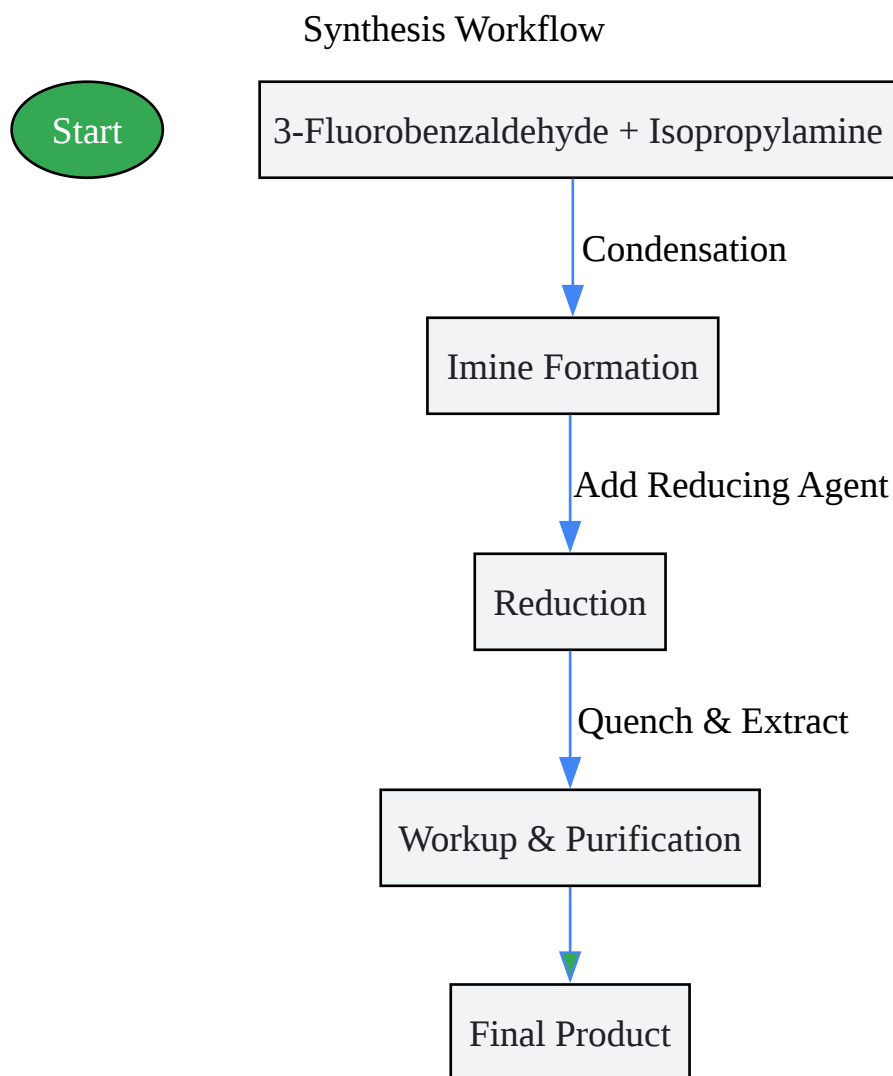 Synthesis Workflow
Start
3-Fluorobenzaldehyde + Isopropylamine
Condensation
Imine Formation
Add Reducing Agent
Reduction
Quench & Extract
Workup & Purification
Final Product